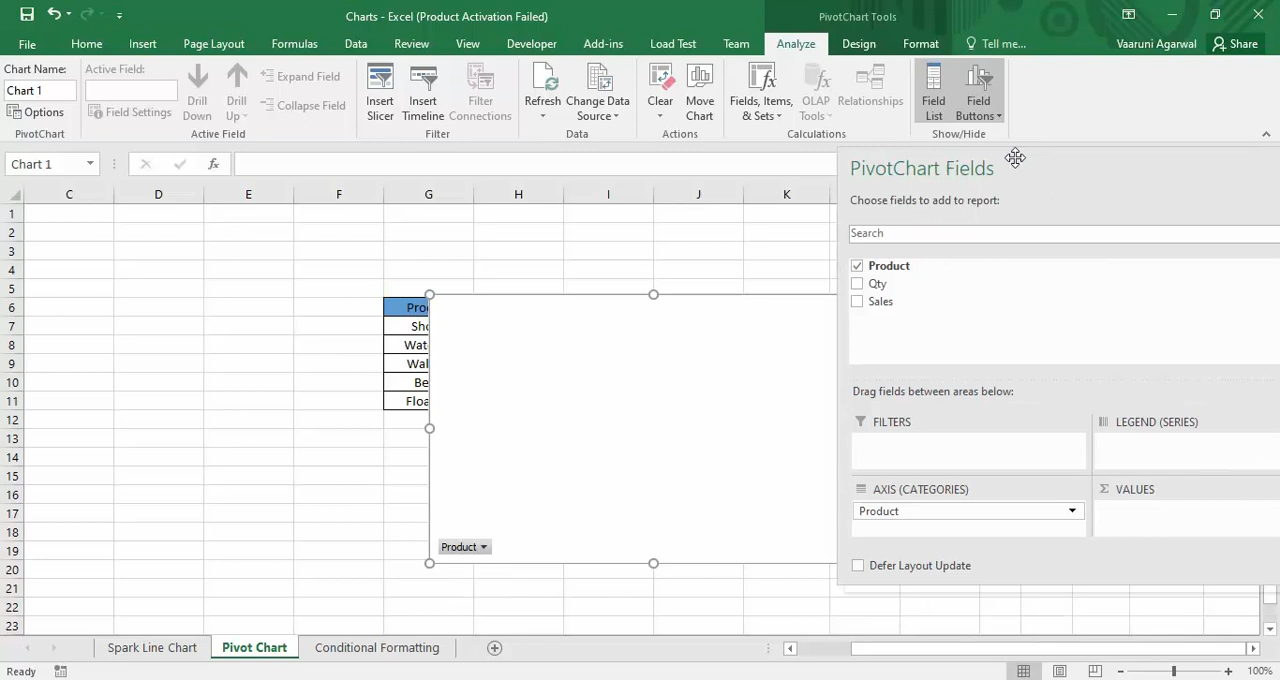 Charts - Excel (Product Activation Failed)
PivotChart Tools
File Home Insert Page Layout Formulas Data Review View Developer Add-ins Load Test Team Analyze Design Format Tell me... Vaaruni Agarwal Share
Chart Name:
Chart 1
Options
PivotChart
Active Field:
Field Settings
Drill Down
Drill Up
Expand Field
Collapse Field
Active Field
Insert Slicer
Insert Timeline
Filter Connections
Filter
Refresh
Change Data Source
Data
Clear
Move Chart
Actions
Fields, Items, & Sets
OLAP Tools
Relationships
Calculations
Field List
Field Buttons
Show/Hide
Chart 1
fx
C D E F G H I J K
1
2
3
4
5
6 Pro
7 Sho
8 Wat
9 Wal
10 Be
11 Floa
12
13
14
15
16
17
18
19
20
21
22
23
Product
PivotChart Fields
Choose fields to add to report:
Search
Product
Qty
Sales
Drag fields between areas below:
FILTERS
LEGEND (SERIES)
AXIS (CATEGORIES)
Σ VALUES
Product
Defer Layout Update
Spark Line Chart Pivot Chart Conditional Formatting
Ready
100%